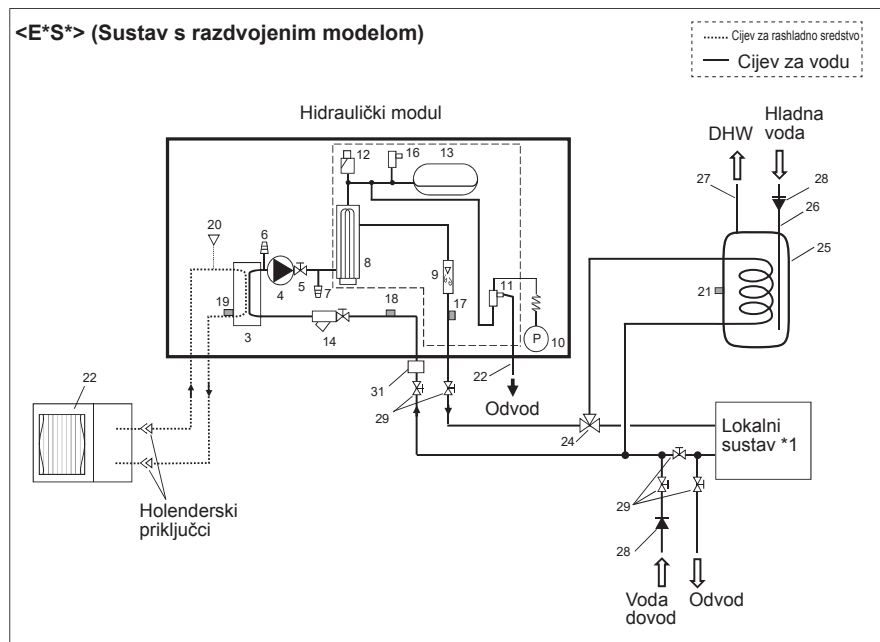 <E*S*> (Sustav s razdvojenim modelom)
Cijev za rashladno sredstvo
Cijev za vodu
Hidraulički modul
DHW
Hladna
voda
12
16
13
27
28
26
20
6
25
8
9
5
4
7
11
21
19
18
17
3
14
10
P
22
31
22
29
Odvod
24
Lokalni
sustav *1
Holenderski
priključci
29
28
Voda
dovod
Odvod